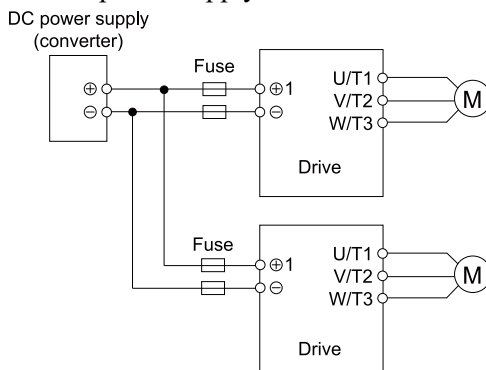 DC power supply
(converter)
Fuse
⊕
⊖
⊕1
⊖
U/T1
V/T2
W/T3
M
Drive
Fuse
⊕1
⊖
U/T1
V/T2
W/T3
M
Drive